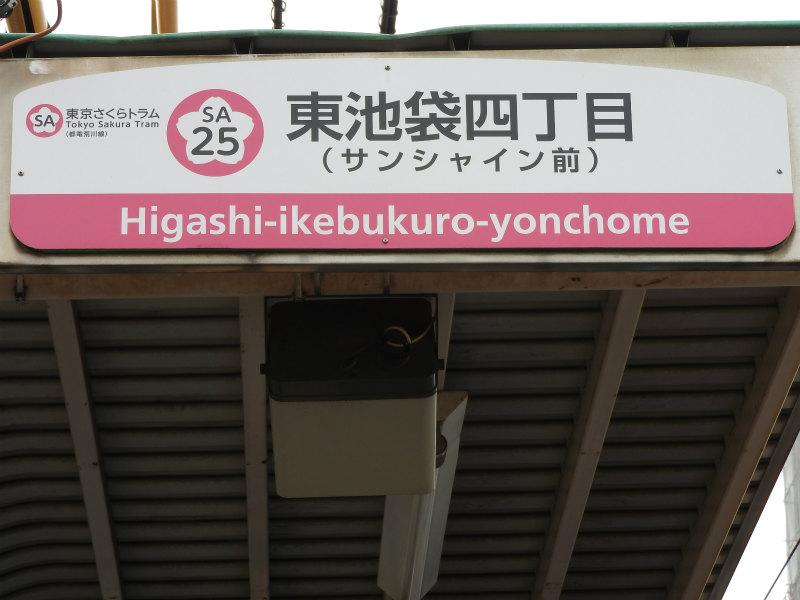 SA
東京さくらトラム
Tokyo Sakura Tram
(都電荒川線)
SA
25
東池袋四丁目
(サンシャイン前)
Higashi-ikebukuro-yonchome